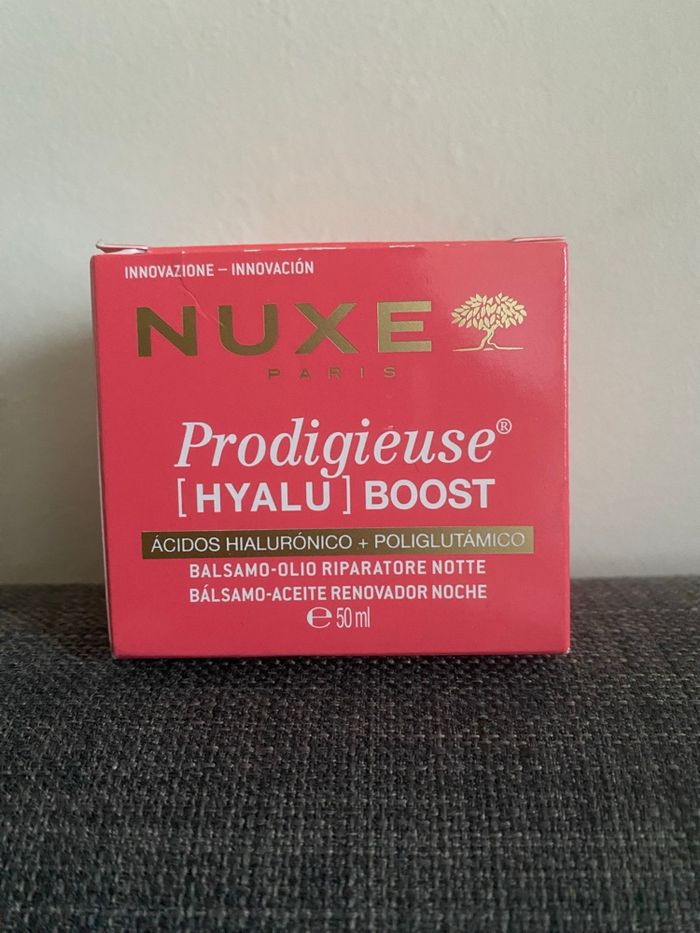 INNOVAZIONE – INNOVACIÓN
NUXE
PARIS
Prodigieuse®
[HYALU] BOOST
ÁCIDOS HIALURÓNICO + POLIGLUTÁMICO
BALSAMO-OLIO RIPARATORE NOTTE
BÁLSAMO-ACEITE RENOVADOR NOCHE
℮ 50 ml